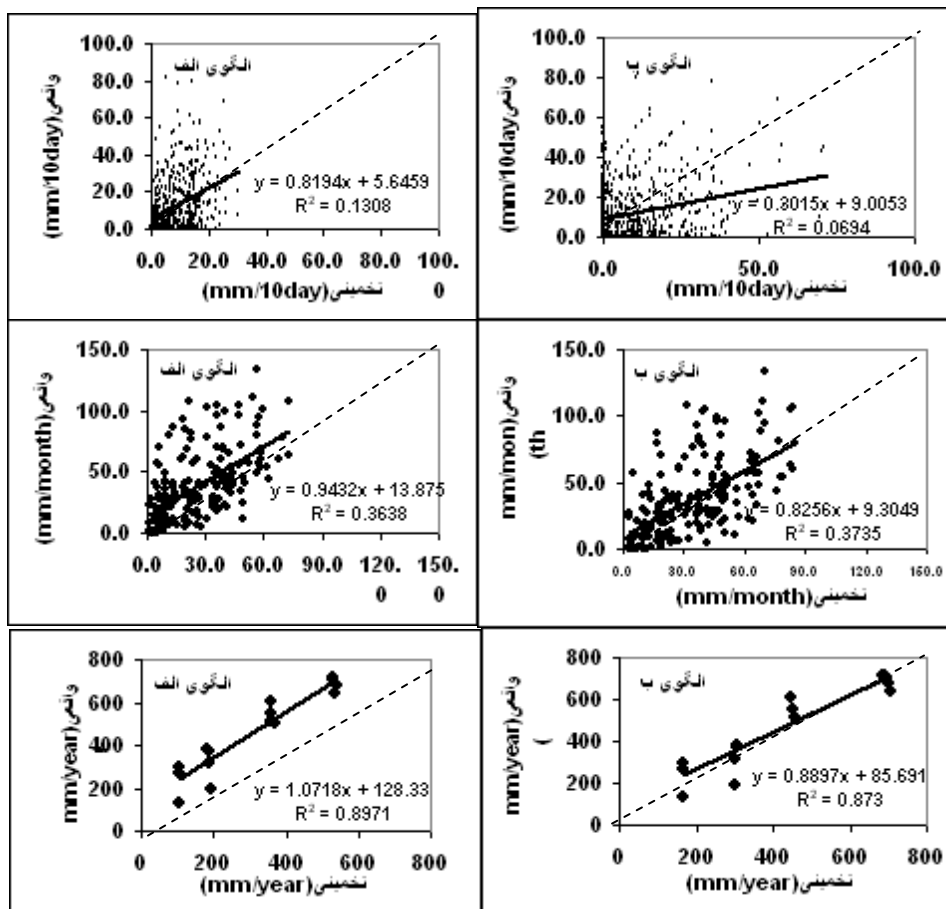 100.0
80.0
60.0
40.0
20.0
0.0
واقعی(mm/10day)
الگوی الف
y = 0.8194x + 5.6459
R² = 0.1308
0.0 20.0 40.0 60.0 80.0 100.
0
تخمینی(mm/10day)
100.0
80.0
60.0
40.0
20.0
0.0
واقعی(mm/10day
الگوی پ
y = 0.3015x + 9.0053
R² = 0.0694
0.0 50.0 100.0
تخمینی(mm/10day)
150.0
100.0
50.0
0.0
واقعی(mm/month)
الگوی الف
y = 0.9432x + 13.875
R² = 0.3638
0.0 30.0 60.0 90.0 120. 150.
0 0
تخمینی(mm/month)
150.0
100.0
50.0
0.0
واقعی(mm/mon
th)
الگوی ب
y = 0.8256x + 9.3049
R² = 0.3735
0.0 30.0 60.0 90.0 120.0 150.0
تخمینی(mm/month)
800
600
400
200
0
واقعی(mm/year
الگوی الف
y = 1.0718x + 128.33
R² = 0.8971
0 200 400 600 800
تخمینی(mm/year)
800
600
400
200
0
واقعی(mm/year
)
الگوی ب
y = 0.8897x + 85.691
R² = 0.873
0 200 400 600 800
تخمینی(mm/year)